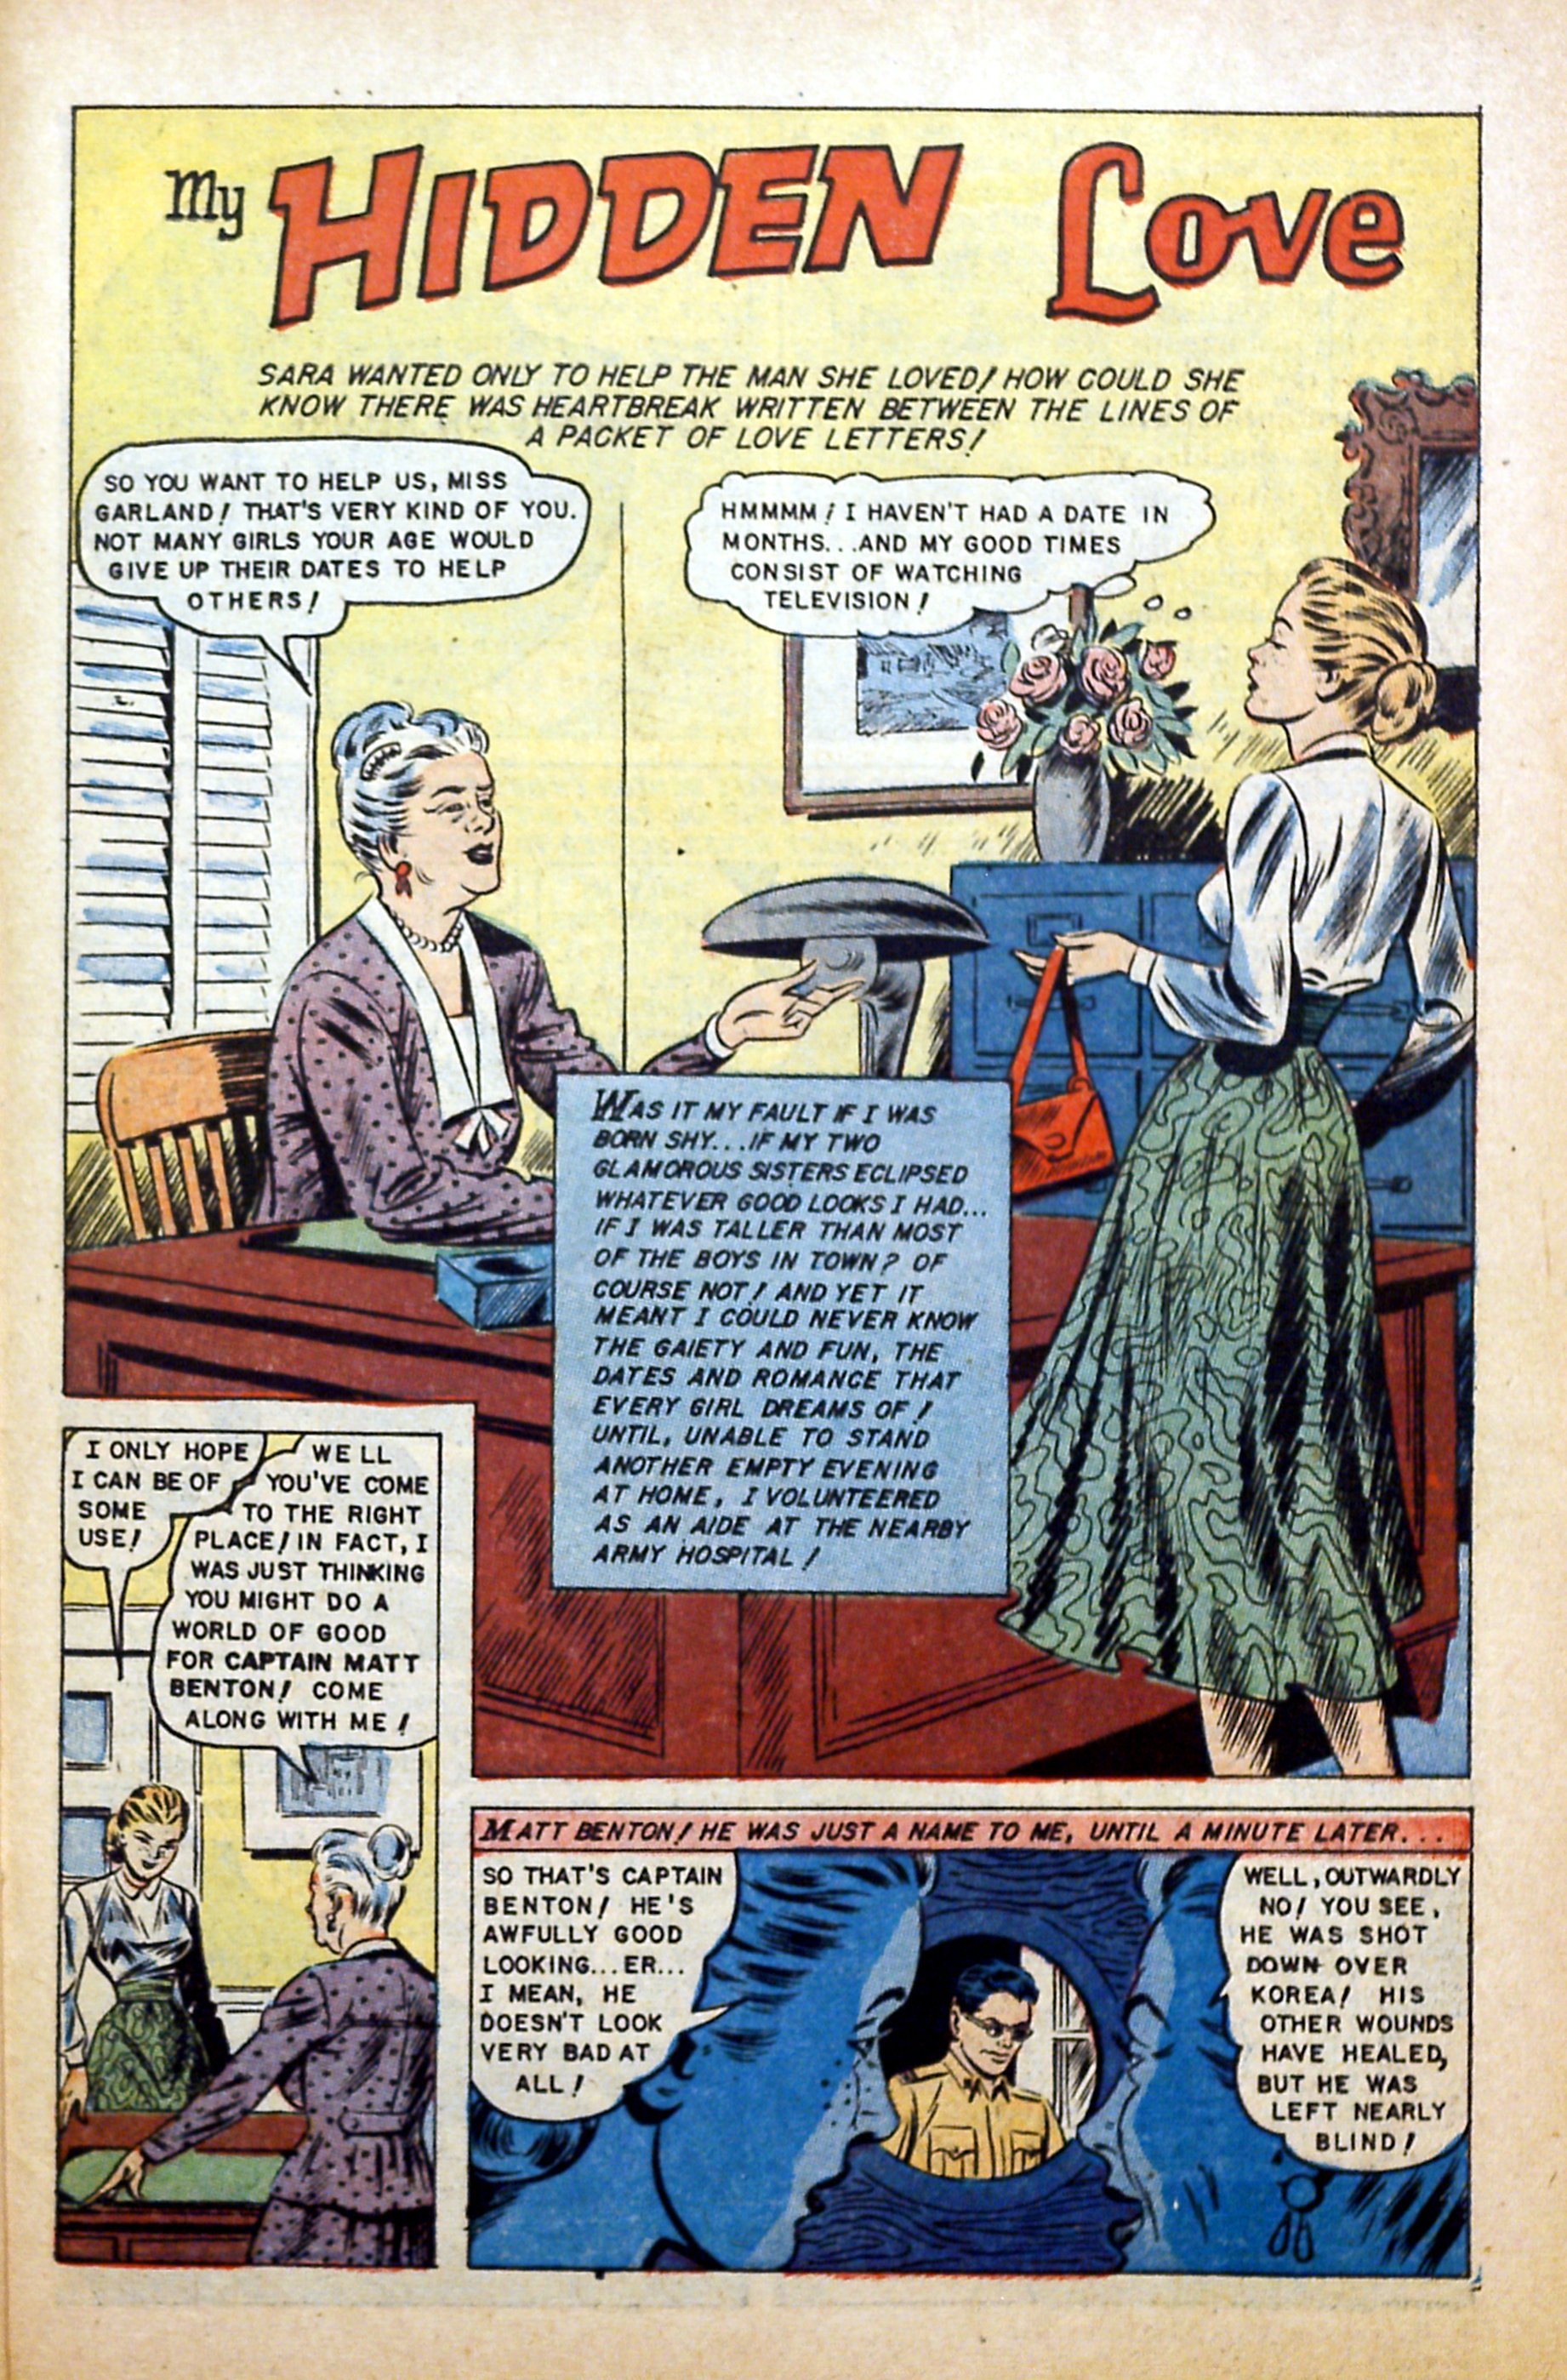 My HIDDEN Love
SARA WANTED ONLY TO HELP THE MAN SHE LOVED! HOW COULD SHE
KNOW THERE WAS HEARTBREAK WRITTEN BETWEEN THE LINES OF
A PACKET OF LOVE LETTERS!
SO YOU WANT TO HELP US, MISS
GARLAND! THAT'S VERY KIND OF YOU.
NOT MANY GIRLS YOUR AGE WOULD
GIVE UP THEIR DATES TO HELP
OTHERS!
HMMMM! I HAVEN'T HAD A DATE IN
MONTHS...AND MY GOOD TIMES
CONSIST OF WATCHING
TELEVISION!
WAS IT MY FAULT IF I WAS
BORN SHY...IF MY TWO
GLAMOROUS SISTERS ECLIPSED
WHATEVER GOOD LOOKS I HAD...
IF I WAS TALLER THAN MOST
OF THE BOYS IN TOWN? OF
COURSE NOT! AND YET IT
MEANT I COULD NEVER KNOW
THE GAIETY AND FUN, THE
DATES AND ROMANCE THAT
EVERY GIRL DREAMS OF!
UNTIL, UNABLE TO STAND
ANOTHER EMPTY EVENING
AT HOME, I VOLUNTEERED
AS AN AIDE AT THE NEARBY
ARMY HOSPITAL!
I ONLY HOPE
I CAN BE OF
SOME
USE!
WELL
YOU'VE COME
TO THE RIGHT
PLACE! IN FACT, I
WAS JUST THINKING
YOU MIGHT DO A
WORLD OF GOOD
FOR CAPTAIN MATT
BENTON! COME
ALONG WITH ME!
MATT BENTON! HE WAS JUST A NAME TO ME, UNTIL A MINUTE LATER...
SO THAT'S CAPTAIN
BENTON! HE'S
AWFULLY GOOD
LOOKING...ER...
I MEAN, HE
DOESN'T LOOK
VERY BAD AT
ALL!
WELL, OUTWARDLY
NO! YOU SEE,
HE WAS SHOT
DOWN OVER
KOREA! HIS
OTHER WOUNDS
HAVE HEALED,
BUT HE WAS
LEFT NEARLY
BLIND!